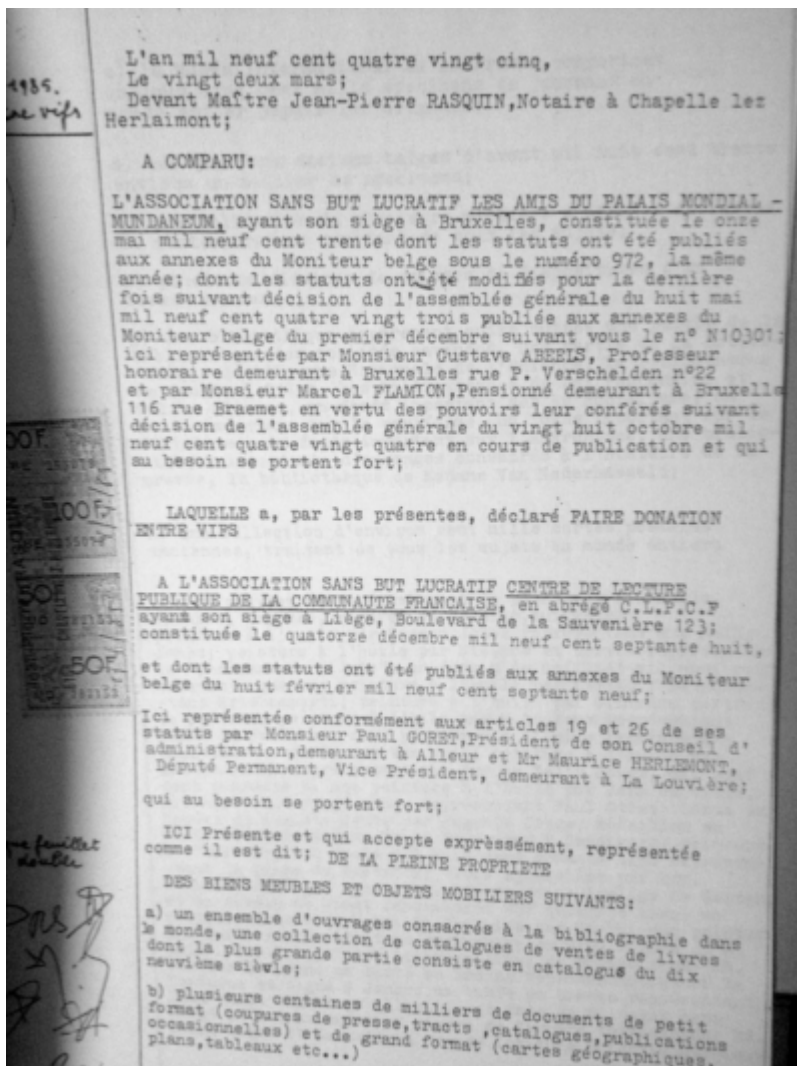 L'an mil neuf cent quatre vingt cinq,
Le vingt deux mars;
Devant Maître Jean-Pierre RASQUIN,Notaire à Chapelle lez
Herlaimont;
1985.
vifs
A COMPARU:
L'ASSOCIATION SANS BUT LUCRATIF LES AMIS DU PALAIS MONDIAL -
MUNDANEUM, ayant son siège à Bruxelles, constituée le onze
mai mil neuf cent trente dont les statuts ont été publiés
aux annexes du Moniteur belge sous le numéro 972, la même
année; dont les statuts ont été modifiés pour la dernière
fois suivant décision de l'assemblée générale du huit mai
mil neuf cent quatre vingt trois publiée aux annexes du
Moniteur belge du premier décembre suivant vous le n° N10301;
ici représentée par Monsieur Gustave ABEELS, Professeur
honoraire demeurant à Bruxelles rue P. Verschelden n°22
et par Monsieur Marcel FLAMION,Pensionné demeurant à Bruxelle
116 rue Braemet en vertu des pouvoirs leur conférés suivant
décision de l'assemblée générale du vingt huit octobre mil
neuf cent quatre vingt quatre en cours de publication et qui
au besoin se portent fort;
LAQUELLE a, par les présentes, déclaré FAIRE DONATION
ENTRE VIFS
100F.
50F.
A L'ASSOCIATION SANS BUT LUCRATIF CENTRE DE LECTURE
PUBLIQUE DE LA COMMUNAUTE FRANCAISE, en abrégé C.L.P.C.F
ayant son siège à Liège, Boulevard de la Sauvenière 123;
constituée le quatorze décembre mil neuf cent septante huit,
et dont les statuts ont été publiés aux annexes du Moniteur
belge du huit février mil neuf cent septante neuf;
Ici représentée conformément aux articles 19 et 26 de ses
statuts par Monsieur Paul GORET,Président de son Conseil d'
administration,demeurant à Alleur et Mr Maurice HERLEMONT,
Député Permanent, Vice Président, demeurant à La Louvière;
qui au besoin se portent fort;
feuillet
double
ICI Présente et qui accepte exprèssément, représentée
comme il est dit; DE LA PLEINE PROPRIETE
DES BIENS MEUBLES ET OBJETS MOBILIERS SUIVANTS:
a) un ensemble d'ouvrages consacrés à la bibliographie dans
le monde, une collection de catalogues de ventes de livres
dont la plus grande partie consiste en catalogue du dix
neuvième siècle;
b) plusieurs centaines de milliers de documents de petit
format (coupures de presse,tracts ,catalogues,publications
occasionnelles) et de grand format (cartes géographiques,
plans,tableaux etc...)